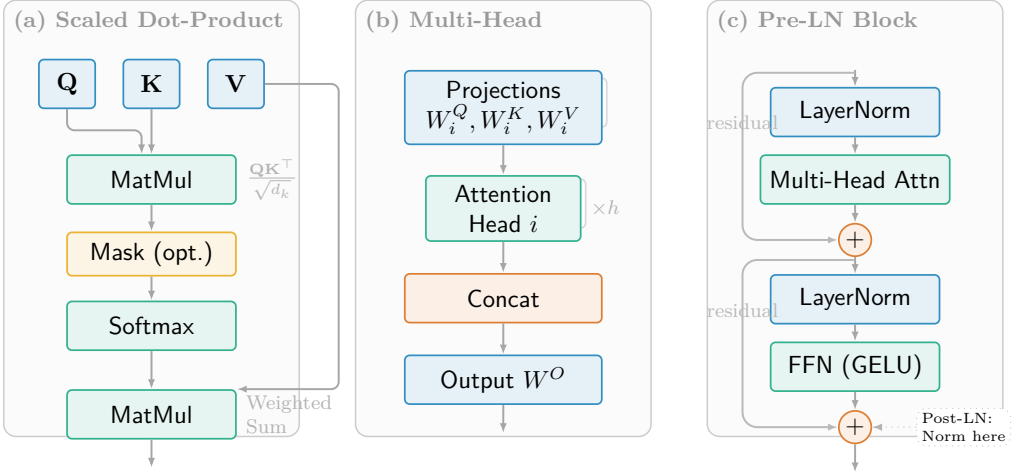 (a) Scaled Dot-Product
Q
K
V
MatMul
QK⊤
√dk
Mask (opt.)
Softmax
MatMul
Weighted
Sum
(b) Multi-Head
Projections
W_i^Q, W_i^K, W_i^V
Attention
Head i
×h
Concat
Output W^O
(c) Pre-LN Block
LayerNorm
residual
Multi-Head Attn
+
LayerNorm
residual
FFN (GELU)
+
Post-LN:
Norm here